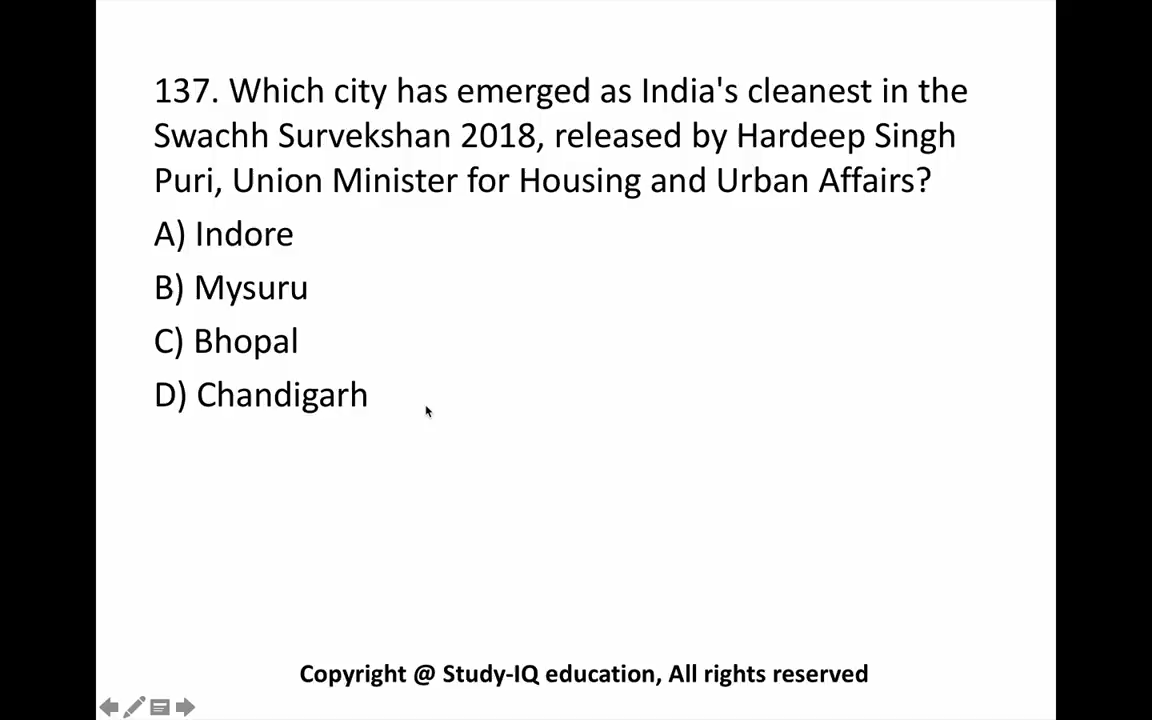 137. Which city has emerged as India's cleanest in the
Swachh Survekshan 2018, released by Hardeep Singh
Puri, Union Minister for Housing and Urban Affairs?
A) Indore
B) Mysuru
C) Bhopal
D) Chandigarh
Copyright @ Study-IQ education, All rights reserved